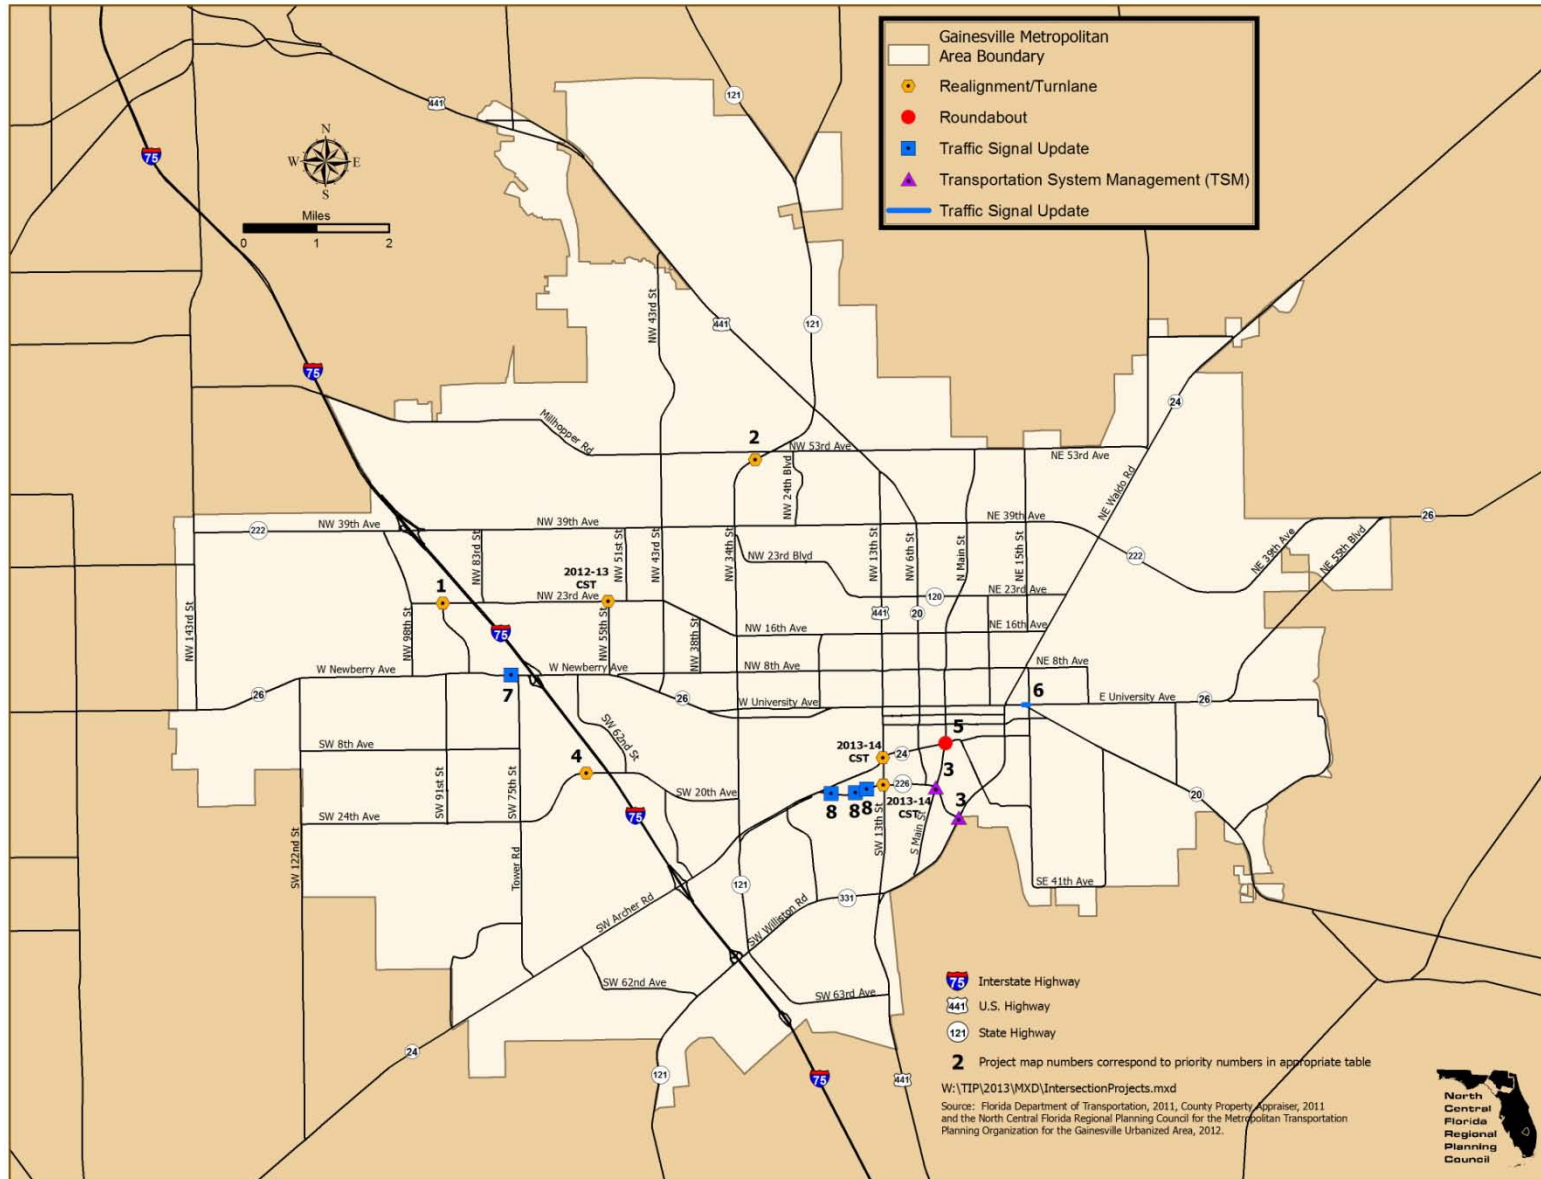 Gainesville Metropolitan
Area Boundary
Realignment/Turnlane
Roundabout
Traffic Signal Update
Transportation System Management (TSM)
Traffic Signal Update
441
121
75
N
W E
S
Miles
0 1 2
NW 43rd St
441
121
75
24
Millhopper Rd
2
NW 53rd Ave
NE 53rd Ave
NW 24th Blvd
NE Waldo Rd
222
NW 39th Ave
NW 39th Ave
NE 39th Ave
26
NW 83rd St
NW 51st St
NW 43rd St
NW 34th St
NW 23rd Blvd
NW 13th St
NW 6th St
N Main St
NE 15th St
222
NE 39th Ave
NE 55th Blvd
2012-13
CST
1
NW 23rd Ave
120
NE 23rd Ave
NW 143rd St
NW 98th St
75
NW 55th St
NW 38th St
441
20
NW 16th Ave
NE 16th Ave
W Newberry Ave
W Newberry Ave
NW 8th Ave
NE 8th Ave
26
7
26
W University Ave
6
E University Ave
26
SW 62nd St
SW 8th Ave
2013-14
CST
24
5
4
SW 91st St
SW 75th St
SW 20th Ave
226
3
20
8
8
8
2013-14
CST
3
SW 24th Ave
75
SW 13th St
S Main St
SW 122nd St
Tower Rd
121
SE 41th Ave
331
SW Archer Rd
SW Williston Rd
SW 62nd Ave
SW 63rd Ave
24
121
75
441
75 Interstate Highway
441 U.S. Highway
121 State Highway
2 Project map numbers correspond to priority numbers in appropriate table
W:\TIP\2013\MXD\IntersectionProjects.mxd
Source: Florida Department of Transportation, 2011, County Property Appraiser, 2011
and the North Central Florida Regional Planning Council for the Metropolitan Transportation
Planning Organization for the Gainesville Urbanized Area, 2012.
North
Central
Florida
Regional
Planning
Council